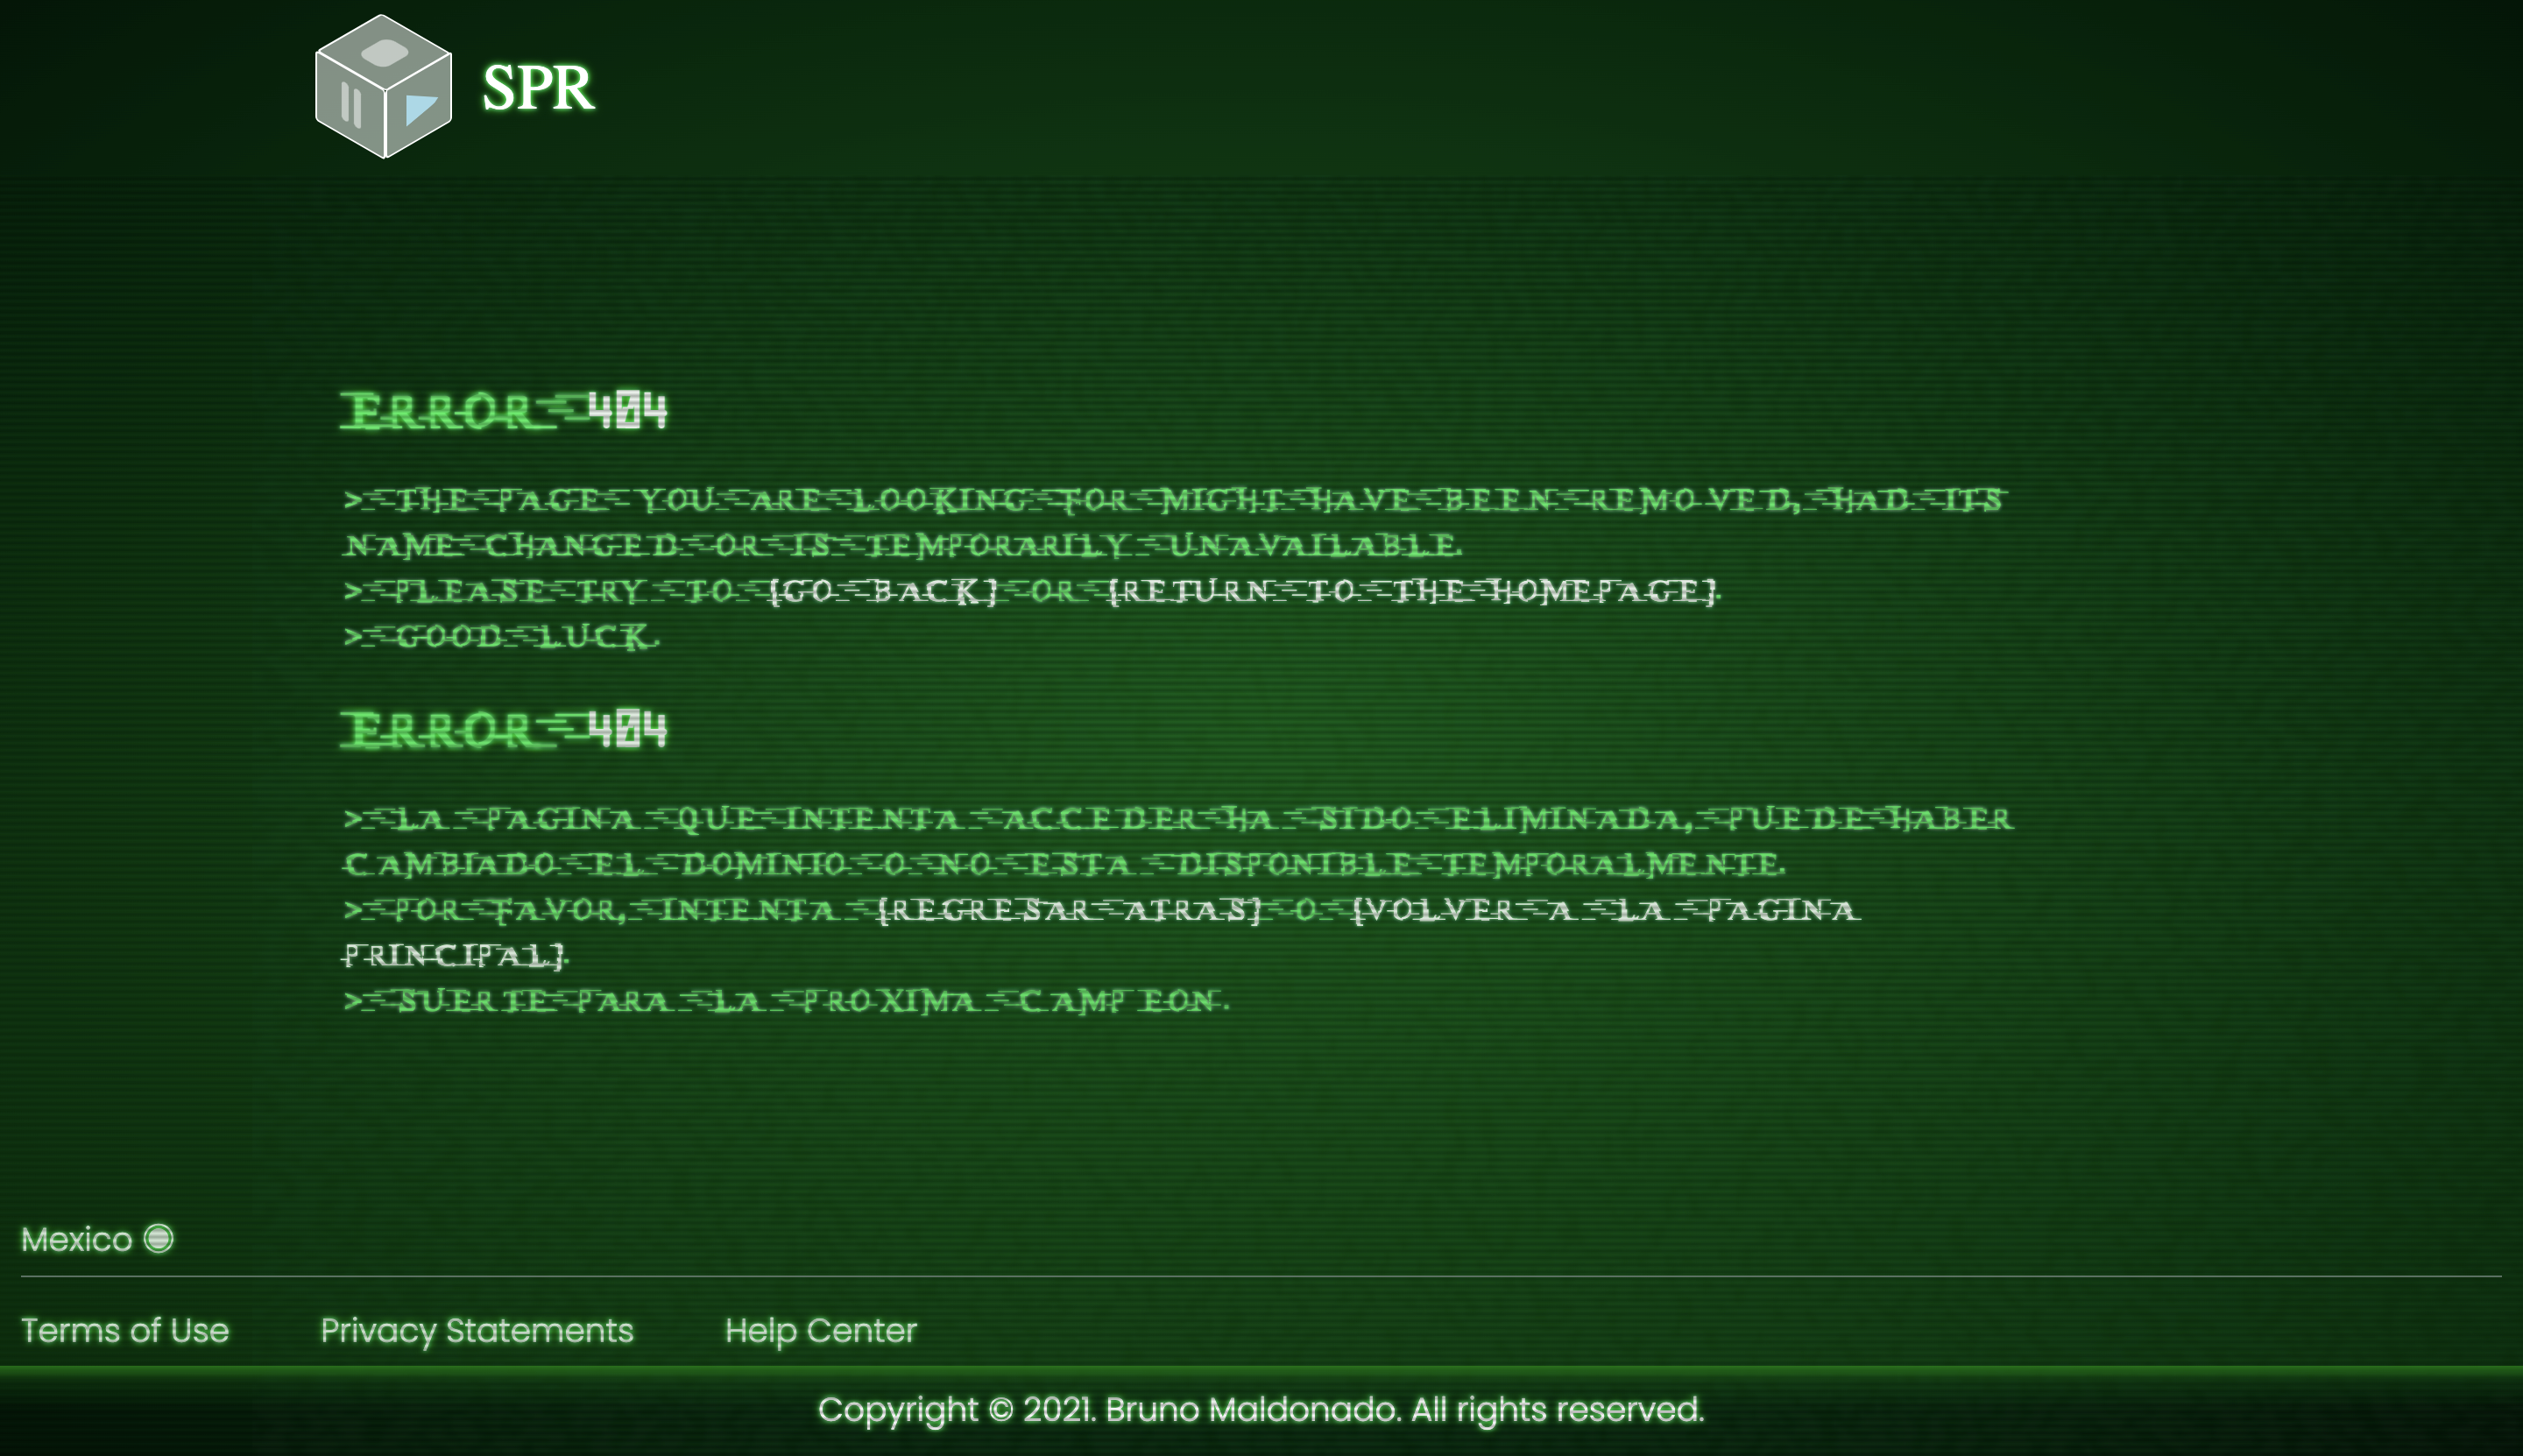 SPR
ERROR 404
> THE PAGE YOU ARE LOOKING FOR MIGHT HAVE BEEN REMOVED, HAD ITS
NAME CHANGED OR IS TEMPORARILY UNAVAILABLE.
> PLEASE TRY TO [GO BACK] OR [RETURN TO THE HOMEPAGE].
> GOOD LUCK.
ERROR 404
> LA PAGINA QUE INTENTA ACCEDER HA SIDO ELIMINADA, PUEDE HABER
CAMBIADO EL DOMINIO O NO ESTA DISPONIBLE TEMPORALMENTE.
> POR FAVOR, INTENTA [REGRESAR ATRAS] O [VOLVER A LA PAGINA
PRINCIPAL].
> SUERTE PARA LA PROXIMA CAMPEON.
Mexico
Terms of Use Privacy Statements Help Center
Copyright © 2021. Bruno Maldonado. All rights reserved.